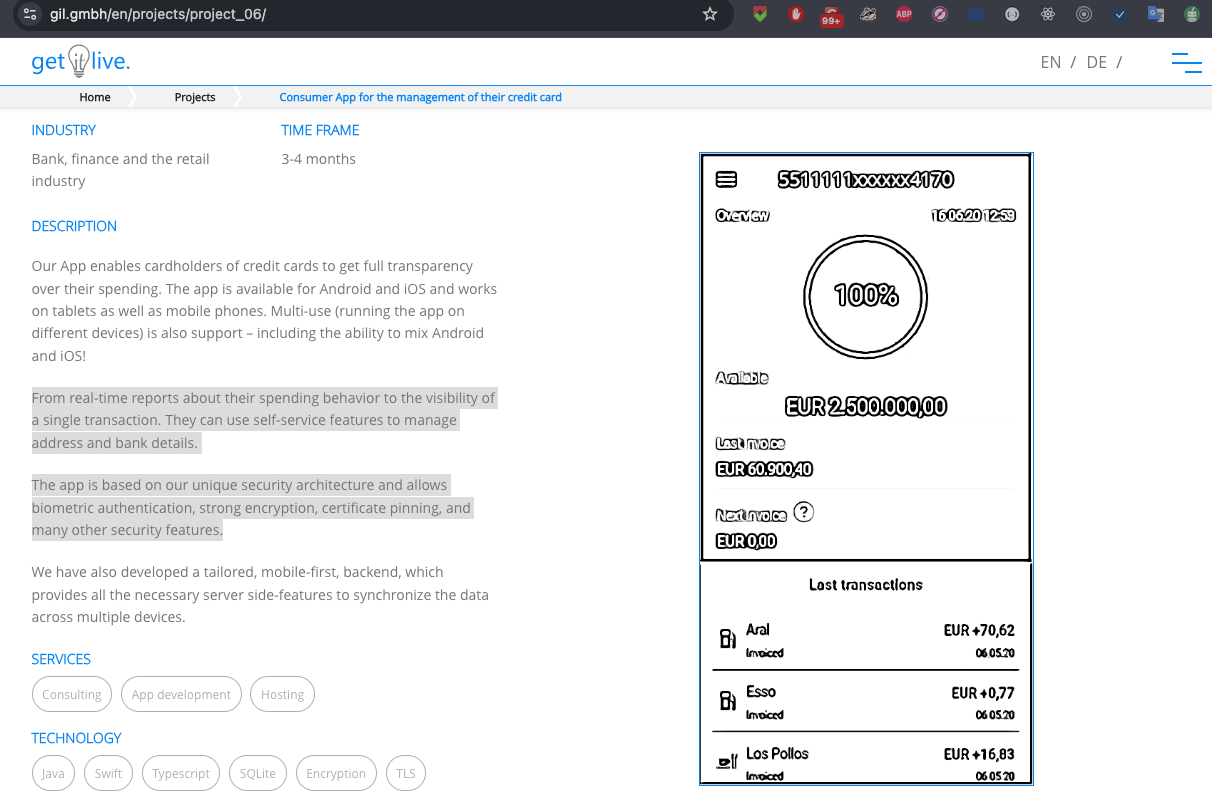 gil.gmbh/en/projects/project_06/
99+
ABP
get it live.
EN / DE /
Home
Projects
Consumer App for the management of their credit card
INDUSTRY
Bank, finance and the retail
industry
TIME FRAME
3-4 months
DESCRIPTION
Our App enables cardholders of credit cards to get full transparency
over their spending. The app is available for Android and iOS and works
on tablets as well as mobile phones. Multi-use (running the app on
different devices) is also support – including the ability to mix Android
and iOS!
From real-time reports about their spending behavior to the visibility of
a single transaction. They can use self-service features to manage
address and bank details.
The app is based on our unique security architecture and allows
biometric authentication, strong encryption, certificate pinning, and
many other security features.
We have also developed a tailored, mobile-first, backend, which
provides all the necessary server side-features to synchronize the data
across multiple devices.
SERVICES
Consulting
App development
Hosting
TECHNOLOGY
Java
Swift
Typescript
SQLite
Encryption
TLS
5511111xxxxxx4170
Overview
16.06.20 12:53
100%
Available
EUR 2.500.000,00
Last invoice
EUR 60.900,40
Next invoice ?
EUR 0,00
Last transactions
Aral
EUR +70,62
Invoiced
06.05.20
Esso
EUR +0,77
Invoiced
06.05.20
Los Pollos
EUR +16,83
Invoiced
06.05.20